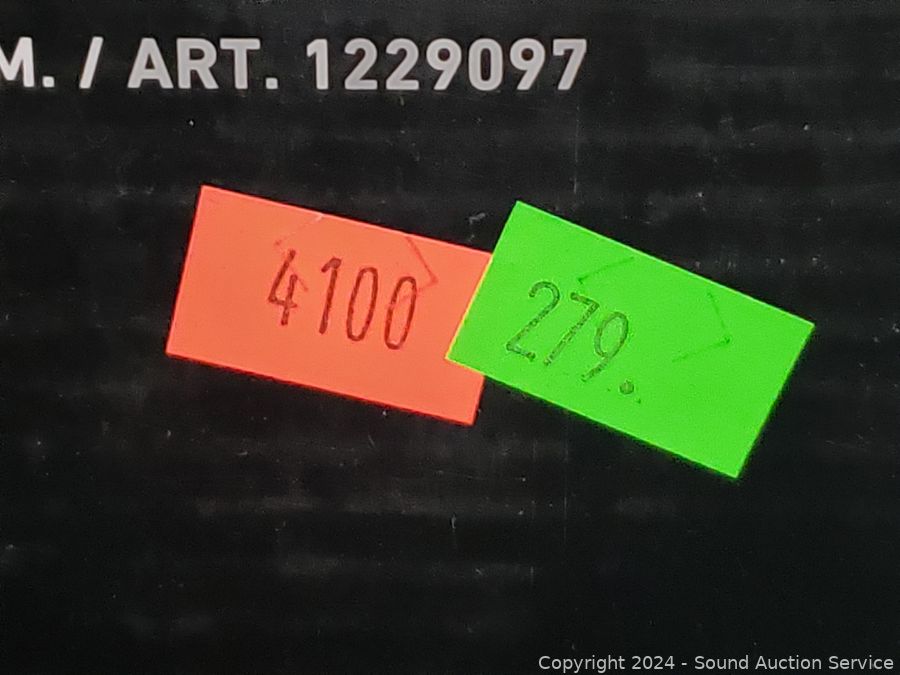 M. / ART. 1229097
4100
279.
Copyright 2024 - Sound Auction Service